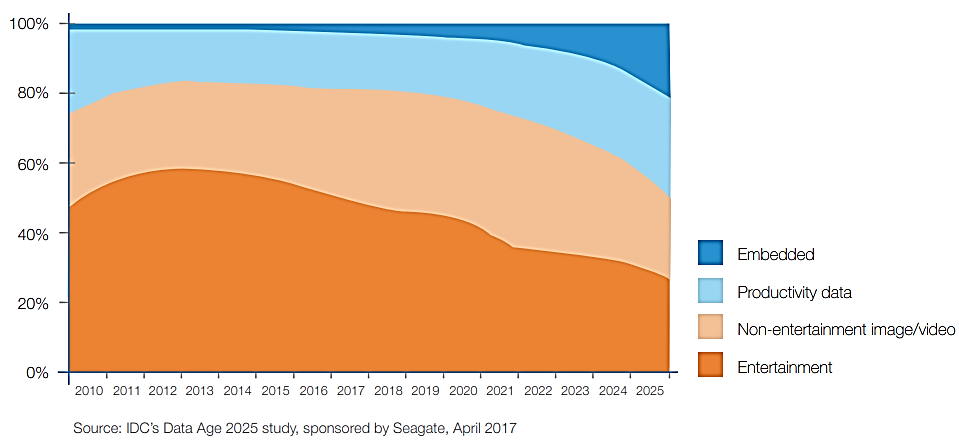 100%
80%
60%
40%
20%
0%
2010 2011 2012 2013 2014 2015 2016 2017 2018 2019 2020 2021 2022 2023 2024 2025
Embedded
Productivity data
Non-entertainment image/video
Entertainment
Source: IDC's Data Age 2025 study, sponsored by Seagate, April 2017